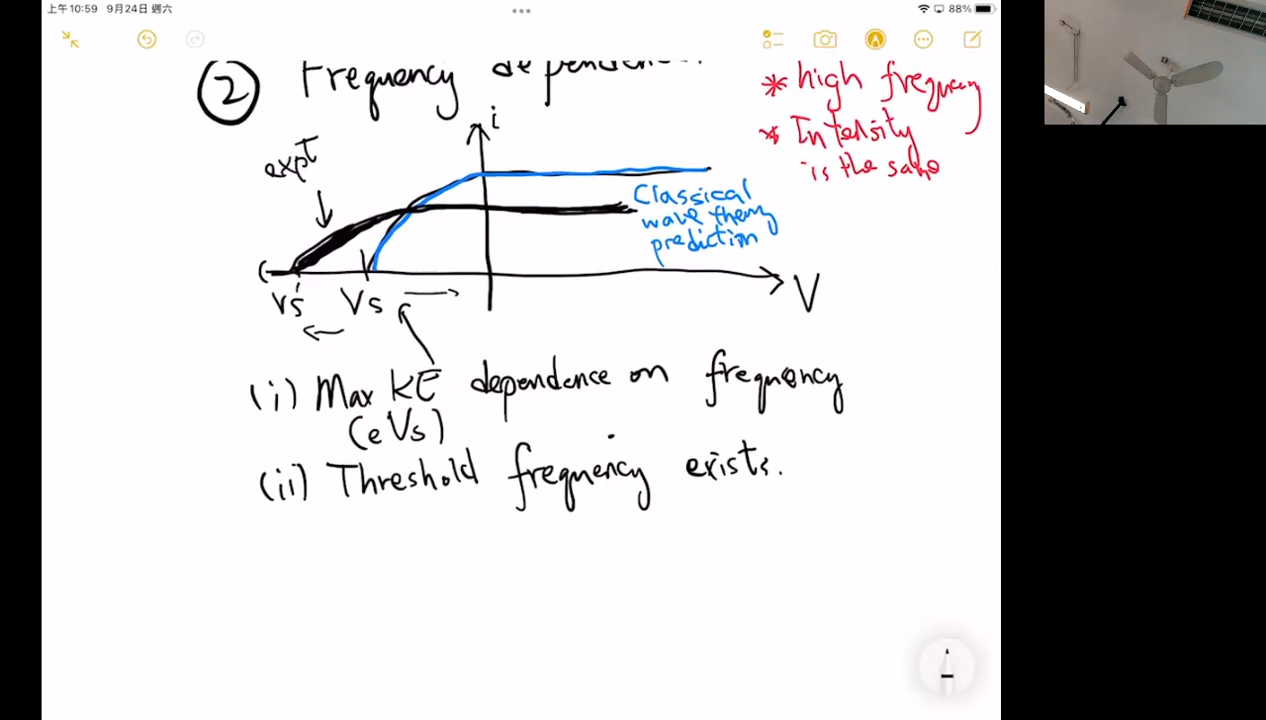 上午10:59 9月24日 週六
88%
② Frequency dependence
* high frequency
* Intensity
is the same
i
expt
Classical
wave theory
prediction
Vs' Vs
V
(i) Max KE dependence on frequency
(eVs)
(ii) Threshold frequency exists.